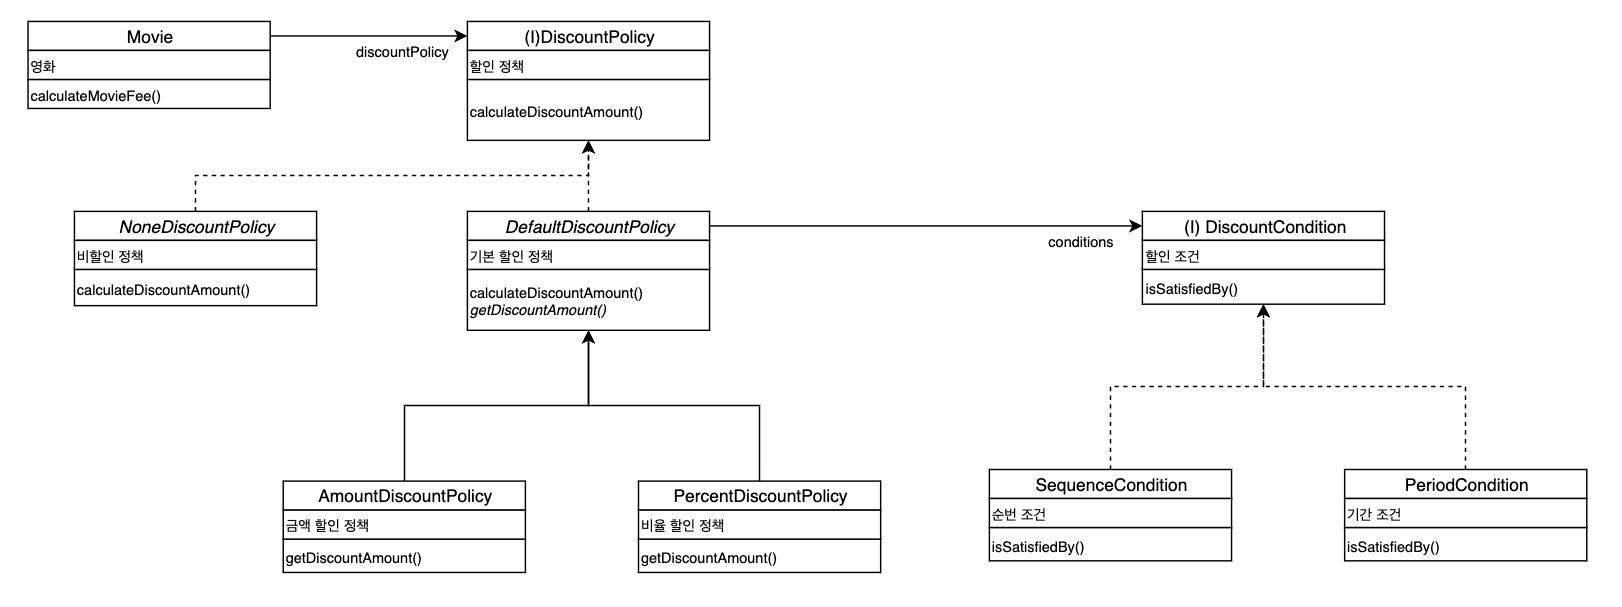 Movie
영화
calculateMovieFee()
discountPolicy
(I)DiscountPolicy
할인 정책
calculateDiscountAmount()
NoneDiscountPolicy
비할인 정책
calculateDiscountAmount()
DefaultDiscountPolicy
기본 할인 정책
calculateDiscountAmount()
getDiscountAmount()
conditions
(I) DiscountCondition
할인 조건
isSatisfiedBy()
AmountDiscountPolicy
금액 할인 정책
getDiscountAmount()
PercentDiscountPolicy
비율 할인 정책
getDiscountAmount()
SequenceCondition
순번 조건
isSatisfiedBy()
PeriodCondition
기간 조건
isSatisfiedBy()